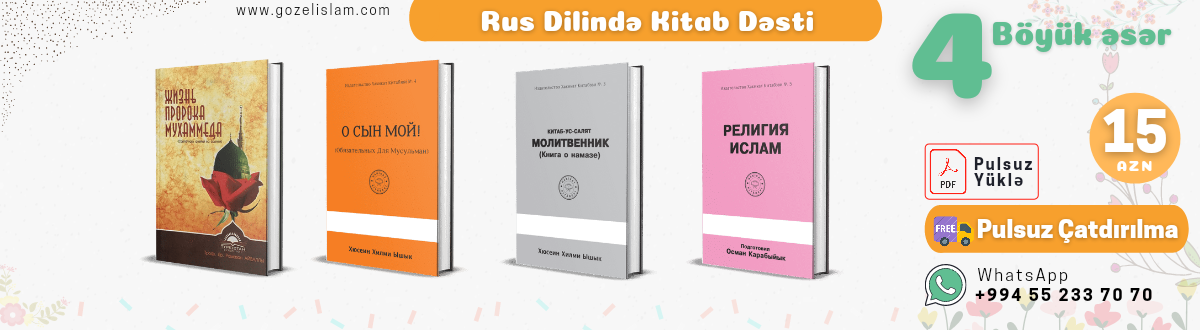 www.gozelislam.com
Rus Dilində Kitab Dəsti
4 Böyük əsər
15
AZN
PDF
Pulsuz
Yüklə
FREE
Pulsuz Çatdırılma
WhatsApp
+994 55 233 70 70
ЖИЗНЬ
ПРОРОКА
МУХАММЕДА
О СЫН МОЙ!
(Обязательных Для Мусульман)
Хюсеин Хилми Ышык
КИТАБ-УС-САЛЯТ
МОЛИТВЕННИК
(Книга о намазе)
Хюсеин Хилми Ышык
РЕЛИГИЯ
ИСЛАМ
Подготовил
Осман Карабыйык